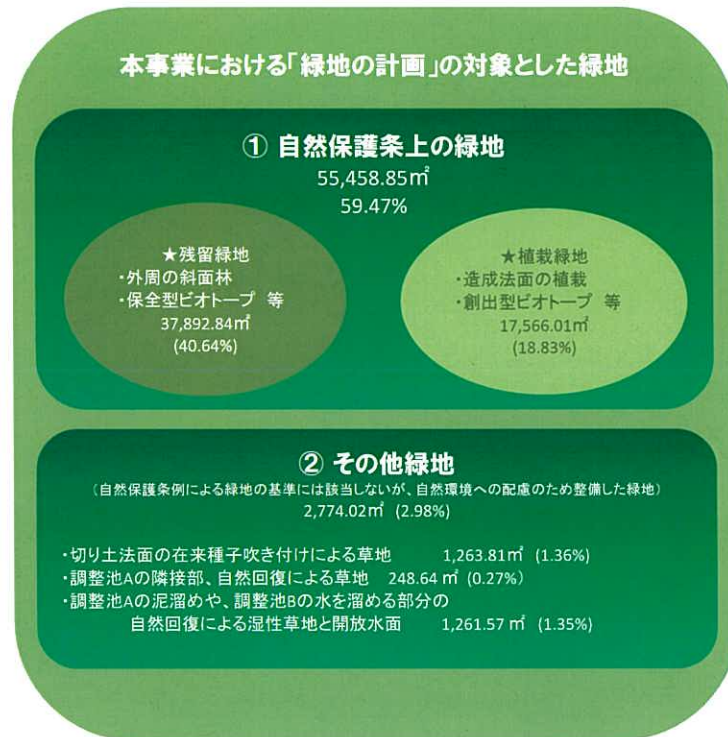 本事業における「緑地の計画」の対象とした緑地
① 自然保護条上の緑地
55,458.85㎡
59.47%
★残留緑地
・外周の斜面林
・保全型ビオトープ 等
37,892.84㎡
(40.64%)
★植栽緑地
・造成法面の植栽
・創出型ビオトープ 等
17,566.01㎡
(18.83%)
② その他緑地
（自然保護条例による緑地の基準には該当しないが、自然環境への配慮のため整備した緑地）
2,774.02㎡ (2.98%)
・切り土法面の在来種子吹き付けによる草地 1,263.81㎡ (1.36%)
・調整池Aの隣接部、自然回復による草地 248.64 ㎡ (0.27%)
・調整池Aの泥溜めや、調整池Bの水を溜める部分の
自然回復による湿性草地と開放水面 1,261.57 ㎡ (1.35%)